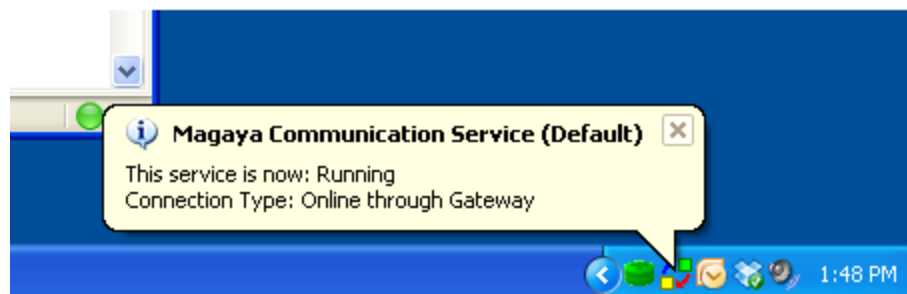 Magaya Communication Service (Default)
This service is now: Running
Connection Type: Online through Gateway
1:48 PM